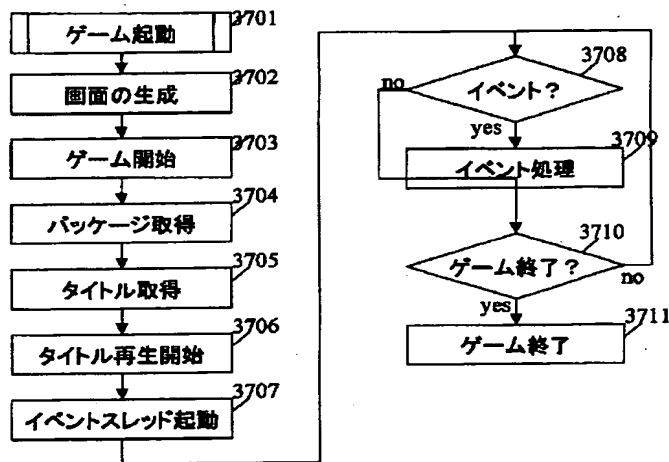 ゲーム起動
3701
画面の生成
3702
ゲーム開始
3703
パッケージ取得
3704
タイトル取得
3705
タイトル再生開始
3706
イベントスレッド起動
3707
イベント?
3708
no
yes
イベント処理
3709
ゲーム終了?
3710
no
yes
ゲーム終了
3711